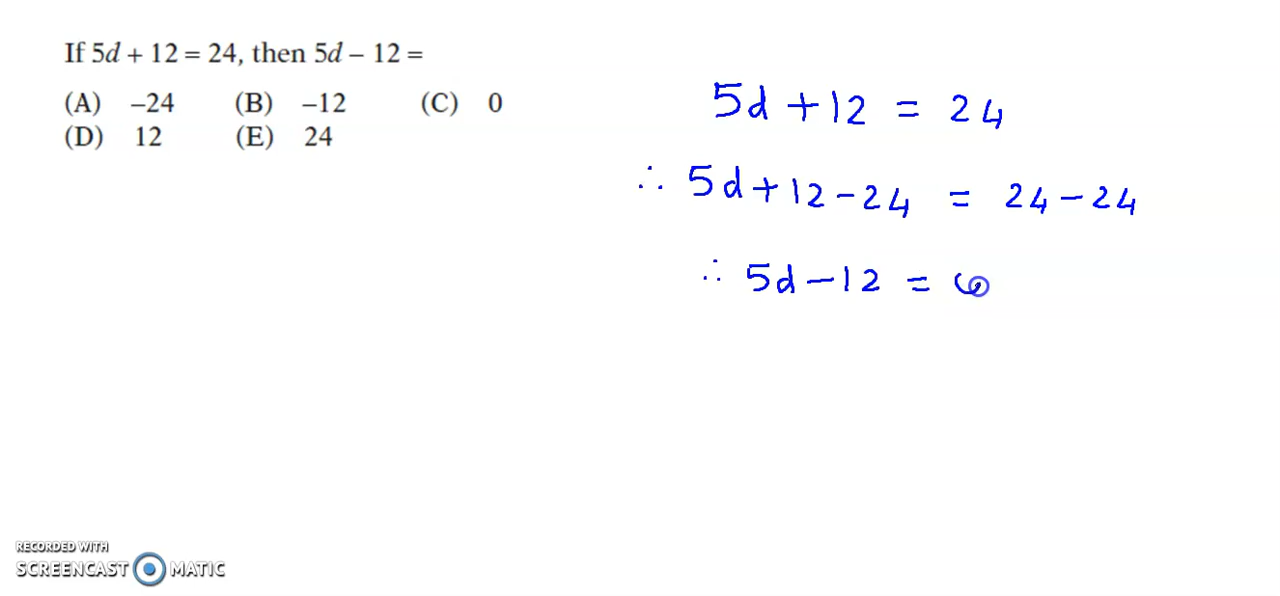 If 5d + 12 = 24, then 5d – 12 =
(A) –24 (B) –12 (C) 0
(D) 12 (E) 24
5d + 12 = 24
∴ 5d + 12 - 24 = 24 - 24
∴ 5d - 12 =
RECORDED WITH
SCREENCAST MATIC